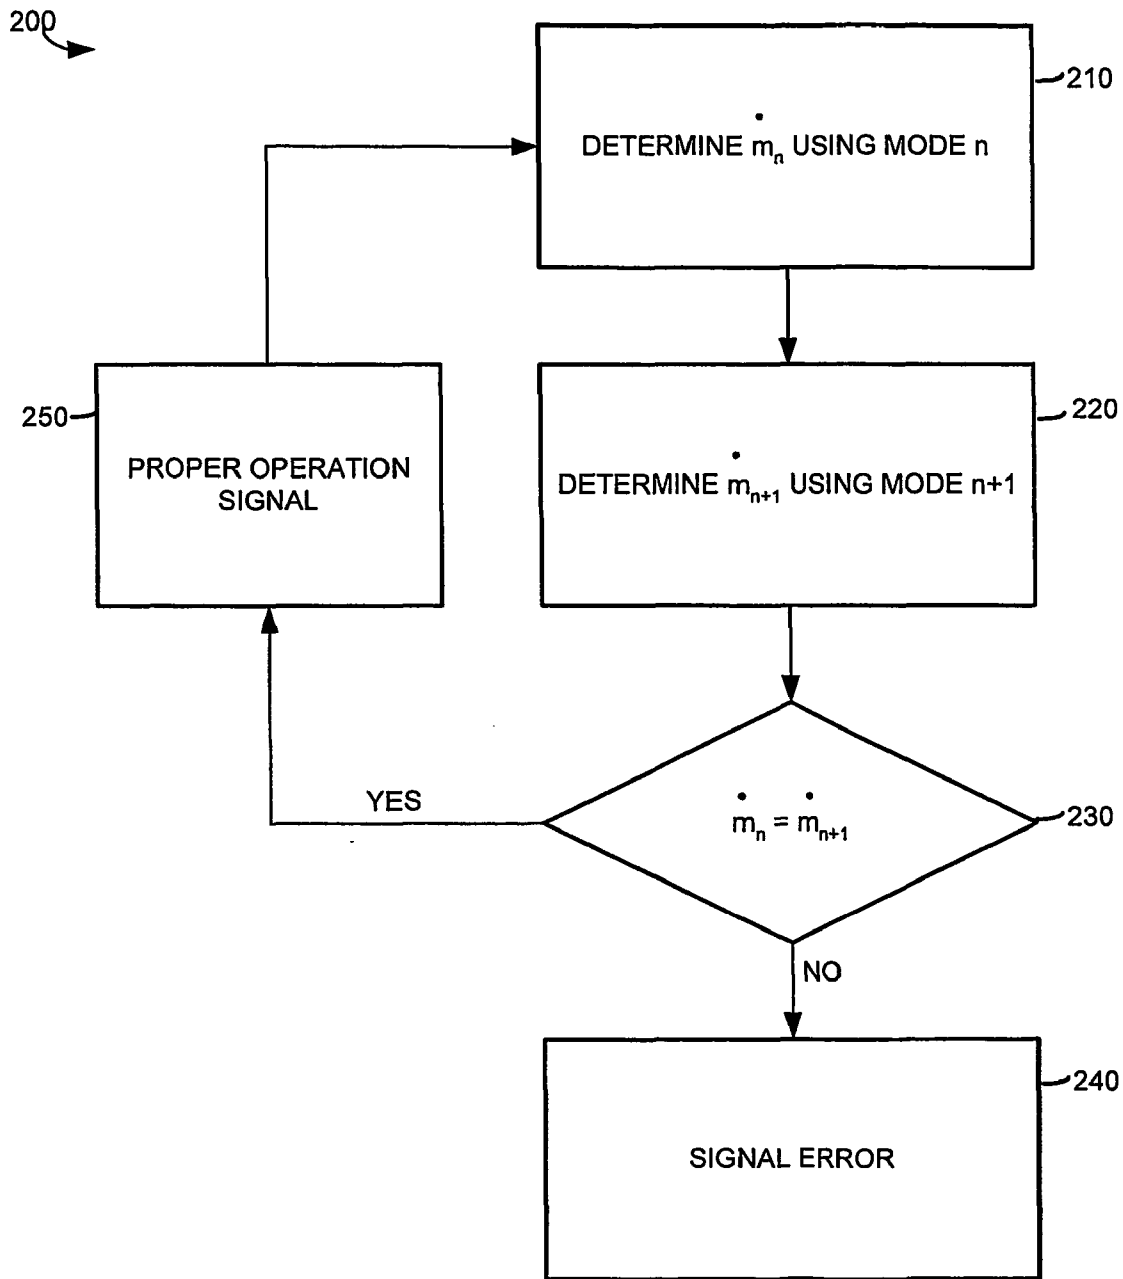 200
210
DETERMINE ṁₙ USING MODE n
250
220
PROPER OPERATION
SIGNAL
DETERMINE ṁₙ₊₁ USING MODE n+1
YES
ṁₙ = ṁₙ₊₁
230
NO
240
SIGNAL ERROR